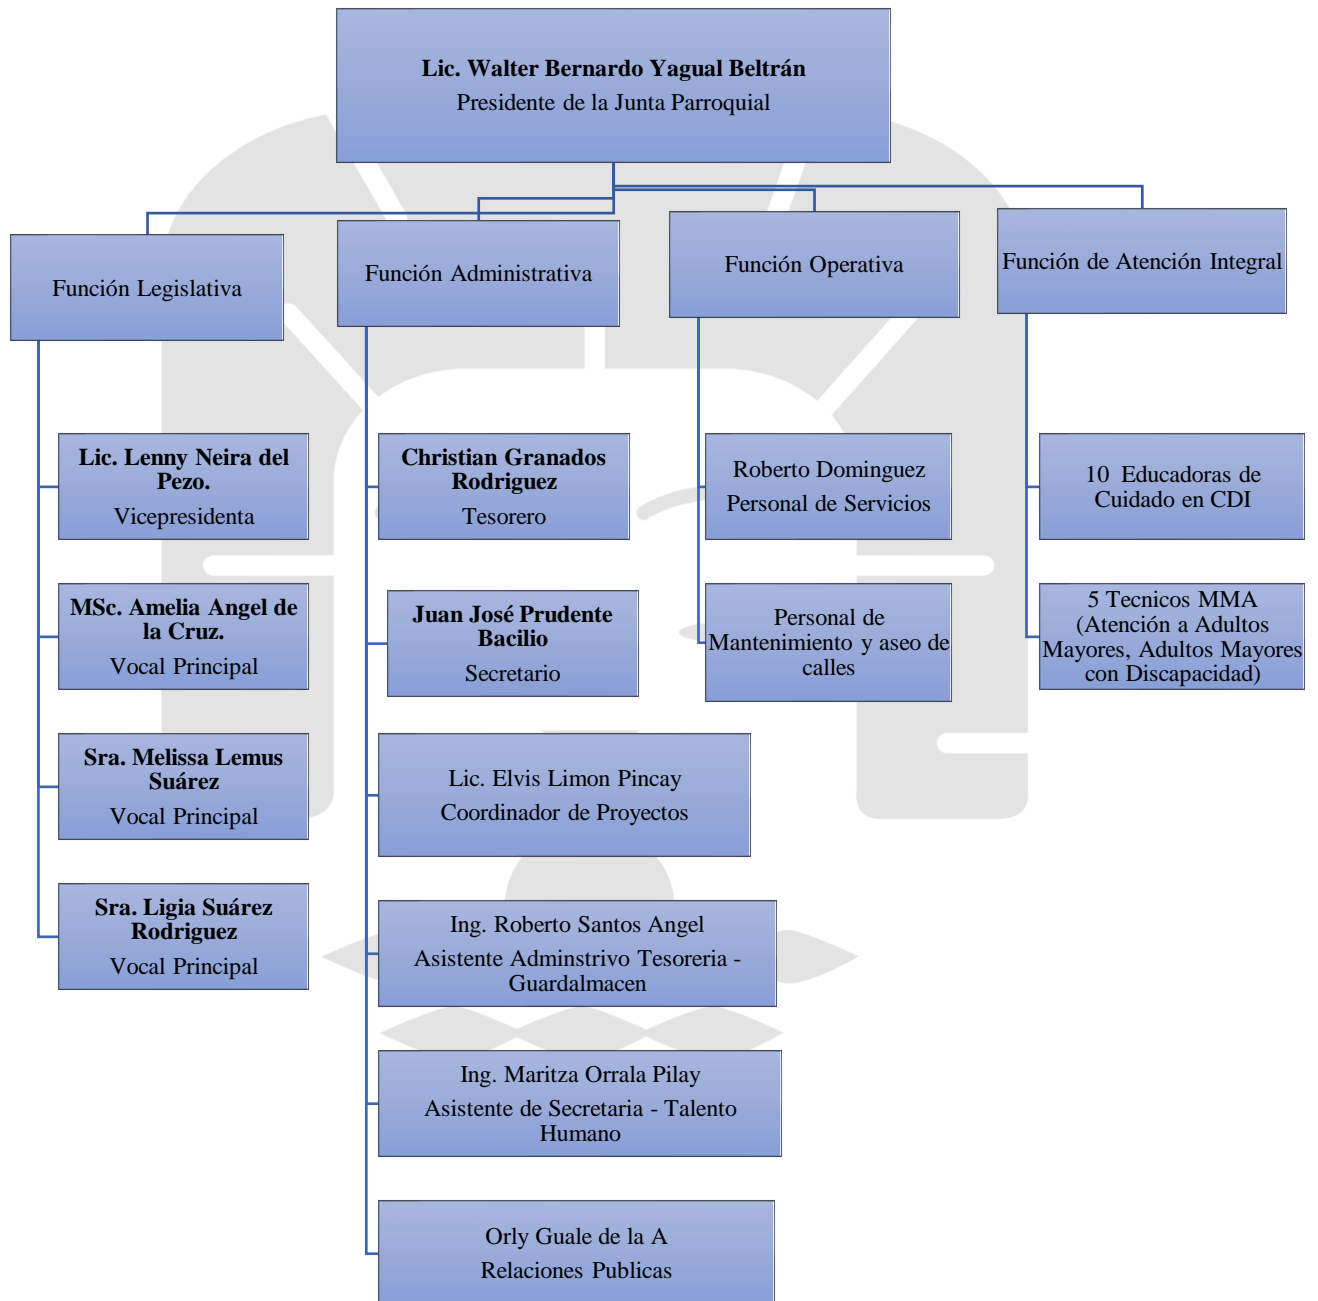 Lic. Walter Bernardo Yagual Beltrán
Presidente de la Junta Parroquial
Función Legislativa
Lic. Lenny Neira del
Pezo.
Vicepresidenta
MSc. Amelia Angel de
la Cruz.
Vocal Principal
Sra. Melissa Lemus
Suárez
Vocal Principal
Sra. Ligia Suárez
Rodriguez
Vocal Principal
Función Administrativa
Christian Granados
Rodriguez
Tesorero
Juan José Prudente
Bacilio
Secretario
Lic. Elvis Limon Pincay
Coordinador de Proyectos
Ing. Roberto Santos Angel
Asistente Adminstrivo Tesoreria -
Guardalmacen
Ing. Maritza Orrala Pilay
Asistente de Secretaria - Talento
Humano
Orly Guale de la A
Relaciones Publicas
Función Operativa
Roberto Dominguez
Personal de Servicios
Personal de
Mantenimiento y aseo de
calles
Función de Atención Integral
10 Educadoras de
Cuidado en CDI
5 Tecnicos MMA
(Atención a Adultos
Mayores, Adultos Mayores
con Discapacidad)